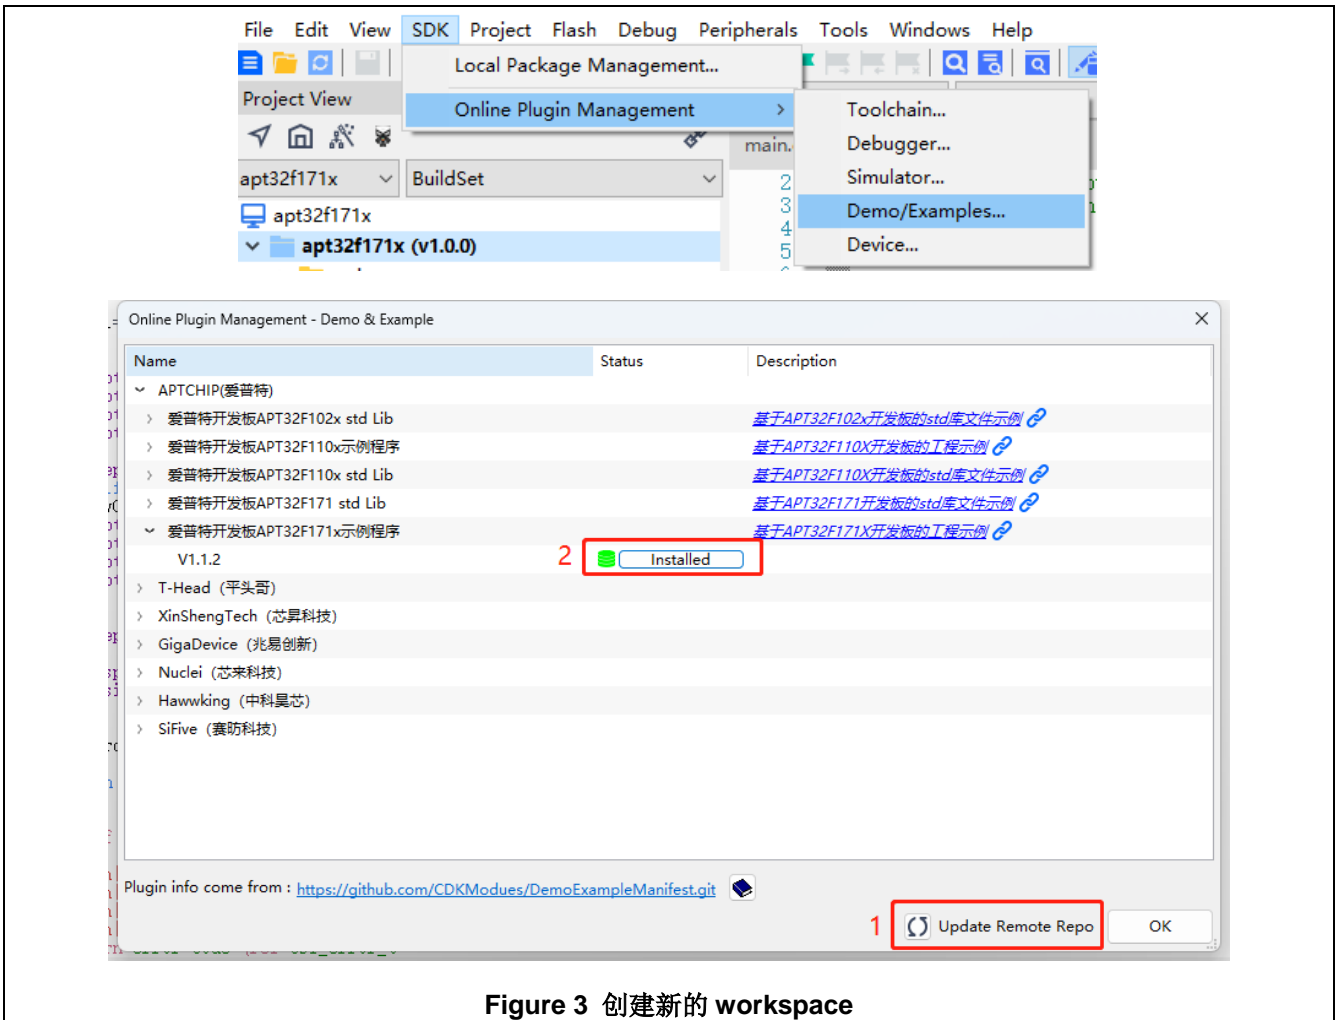 File Edit View SDK Project Flash Debug Peripherals Tools Windows Help
Local Package Management...
Project View
Online Plugin Management
Toolchain...
main.
Debugger...
apt32f171x BuildSet
2
Simulator...
apt32f171x
3
Demo/Examples...
4
apt32f171x (v1.0.0)
5
Device...
Online Plugin Management - Demo & Example
Name Status Description
APTCHIP(爱普特)
爱普特开发板APT32F102x std Lib 基于APT32F102x开发板的std库文件示例
爱普特开发板APT32F110x示例程序 基于APT32F110X开发板的工程示例
爱普特开发板APT32F110x std Lib 基于APT32F110X开发板的std库文件示例
爱普特开发板APT32F171 std Lib 基于APT32F171开发板的std库文件示例
爱普特开发板APT32F171x示例程序 基于APT32F171X开发板的工程示例
V1.1.2 2 Installed
T-Head (平头哥)
XinShengTech (芯昇科技)
GigaDevice (兆易创新)
Nuclei (芯来科技)
Hawwking (中科昊芯)
SiFive (赛昉科技)
Plugin info come from : https://github.com/CDKModues/DemoExampleManifest.git
1 Update Remote Repo OK
Figure 3 创建新的 workspace